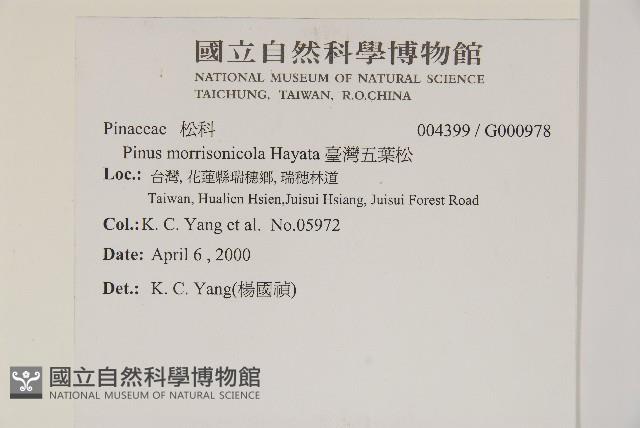 國立自然科學博物館
NATIONAL MUSEUM OF NATURAL SCIENCE
TAICHUNG, TAIWAN, R.O.CHINA
Pinaceae 松科 004399 / G000978
Pinus morrisonicola Hayata 臺灣五葉松
Loc.: 台灣, 花蓮縣瑞穗鄉, 瑞穗林道
Taiwan, Hualien Hsien,Juisui Hsiang, Juisui Forest Road
Col.:K. C. Yang et al. No.05972
Date: April 6 , 2000
Det.: K. C. Yang(楊國禎)
國立自然科學博物館
NATIONAL MUSEUM OF NATURAL SCIENCE